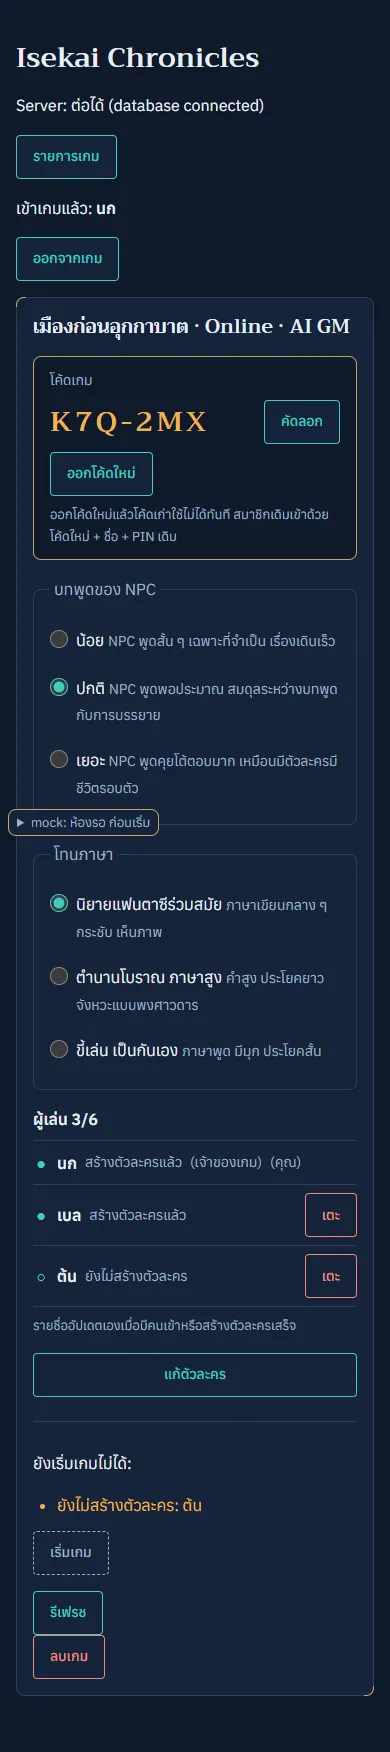 Isekai Chronicles
Server: ต่อได้ (database connected)
รายการเกม
เข้าเกมแล้ว: นก
ออกจากเกม
เมืองก่อนอุกกาบาต · Online · AI GM
โค้ดเกม
K7Q-2MX
คัดลอก
ออกโค้ดใหม่
ออกโค้ดใหม่แล้วโค้ดเก่าใช้ไม่ได้ทันที สมาชิกเดิมเข้าด้วย
โค้ดใหม่ + ชื่อ + PIN เดิม
บทพูดของ NPC
น้อย NPC พูดสั้น ๆ เฉพาะที่จำเป็น เรื่องเดินเร็ว
ปกติ NPC พูดพอประมาณ สมดุลระหว่างบทพูด
กับการบรรยาย
เยอะ NPC พูดคุยโต้ตอบมาก เหมือนมีตัวละครมี
ชีวิตรอบตัว
▶ mock: ห้องรอ ก่อนเริ่ม
โทนภาษา
นิยายแฟนตาซีร่วมสมัย ภาษาเขียนกลาง ๆ
กระชับ เห็นภาพ
ตำนานโบราณ ภาษาสูง คำสูง ประโยคยาว
จังหวะแบบพงศาวดาร
ขี้เล่น เป็นกันเอง ภาษาพูด มีมุก ประโยคสั้น
ผู้เล่น 3/6
นก สร้างตัวละครแล้ว (เจ้าของเกม) (คุณ)
เบล สร้างตัวละครแล้ว
เตะ
ต้น ยังไม่สร้างตัวละคร
เตะ
รายชื่ออัปเดตเองเมื่อมีคนเข้าหรือสร้างตัวละครเสร็จ
แก้ตัวละคร
ยังเริ่มเกมไม่ได้:
• ยังไม่สร้างตัวละคร: ต้น
เริ่มเกม
รีเฟรช
ลบเกม